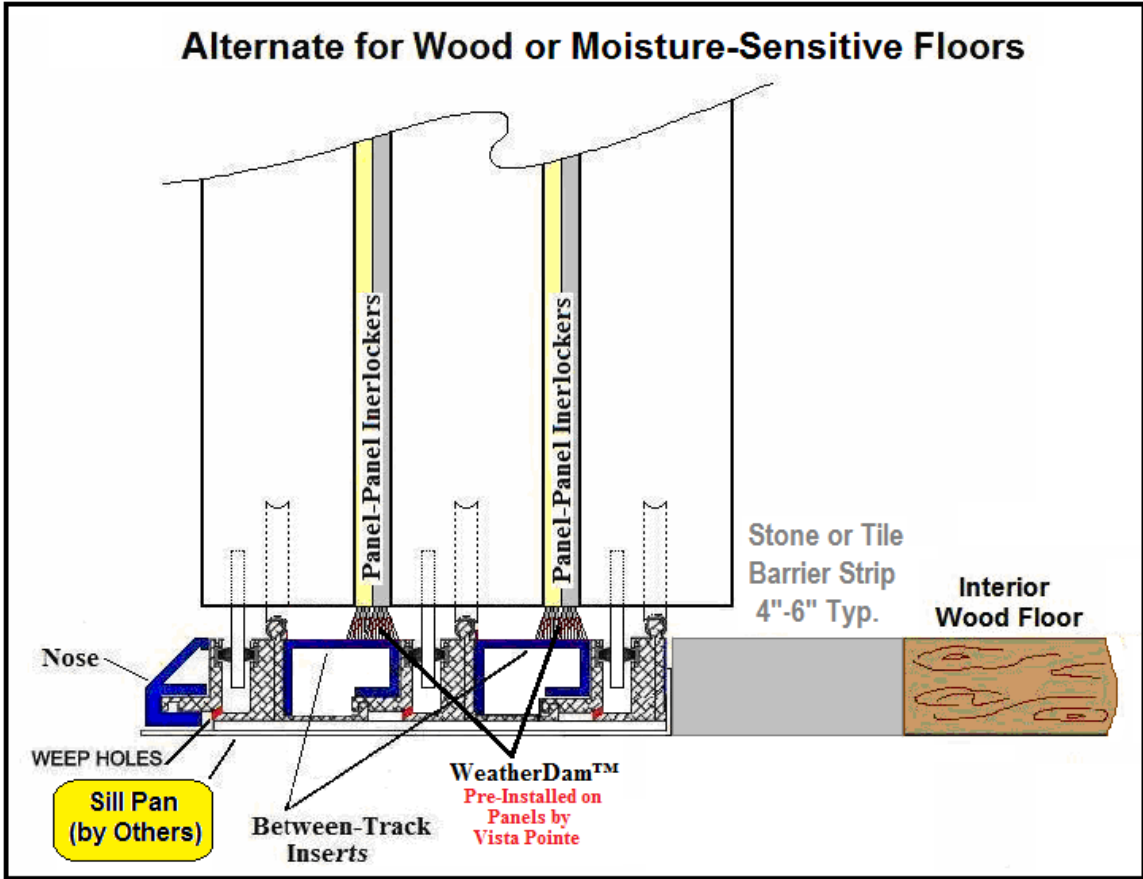 Alternate for Wood or Moisture-Sensitive Floors
Panel-Panel Inerlockers
Panel-Panel Inerlockers
Stone or Tile
Barrier Strip
4"-6" Typ.
Interior
Wood Floor
Nose
WEEP HOLES
Sill Pan
(by Others)
Between-Track
Inserts
WeatherDam™
Pre-Installed on
Panels by
Vista Pointe